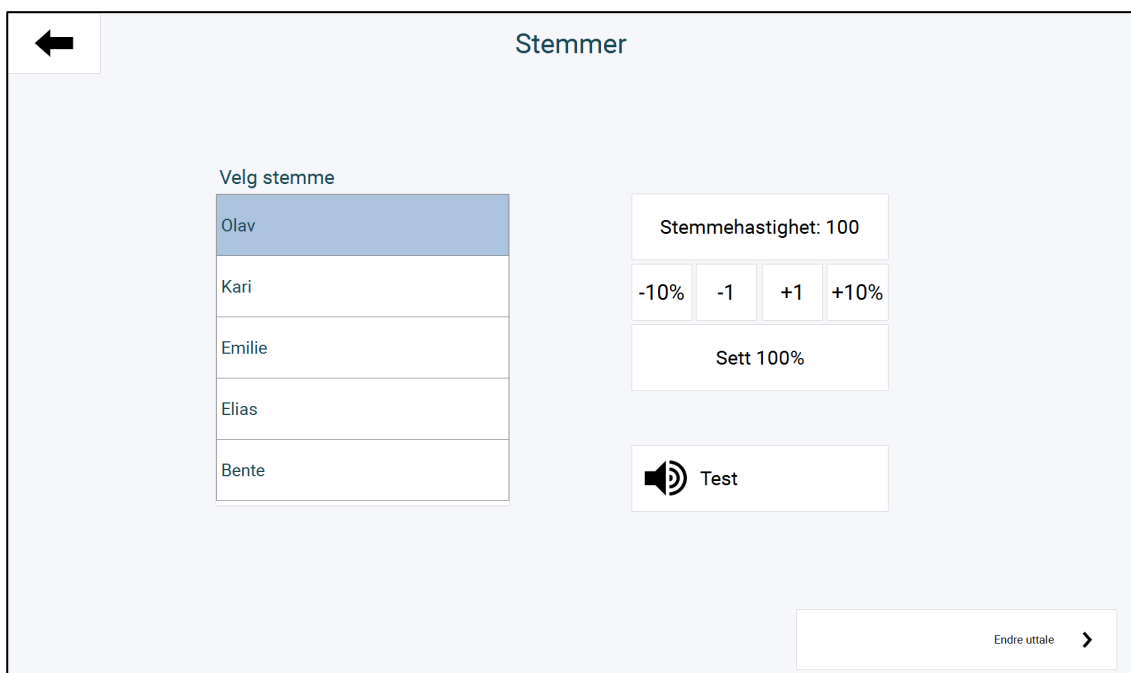 Stemmer
Velg stemme
Olav
Kari
Emilie
Elias
Bente
Stemmehastighet: 100
-10% -1 +1 +10%
Sett 100%
Test
Endre uttale